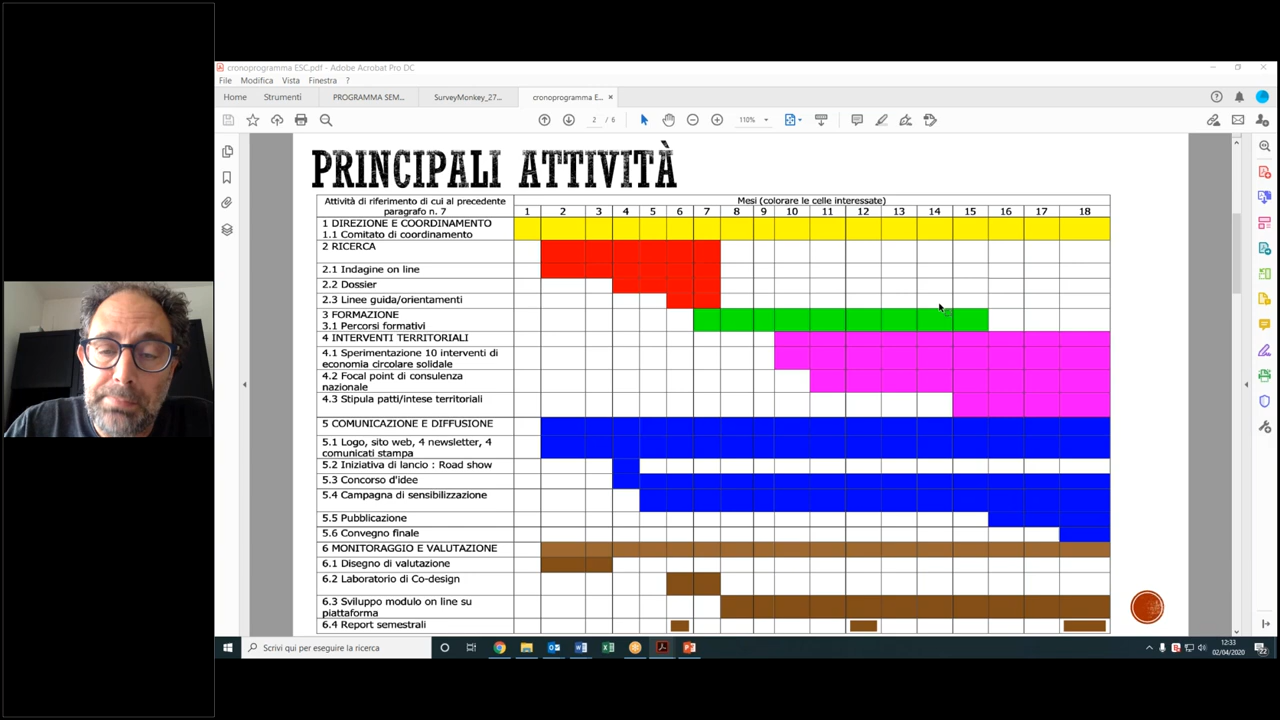 cronoprogramma ESC.pdf - Adobe Acrobat Pro DC
File Modifica Vista Finestra ?
Home Strumenti PROGRAMMA SEM... SurveyMonkey_27... cronoprogramma E... ×
2 / 6 110%
PRINCIPALI ATTIVITÀ
Attività di riferimento di cui al precedente
paragrafo n. 7
Mesi (colorare le celle interessate)
1 2 3 4 5 6 7 8 9 10 11 12 13 14 15 16 17 18
1 DIREZIONE E COORDINAMENTO
1.1 Comitato di coordinamento
2 RICERCA
2.1 Indagine on line
2.2 Dossier
2.3 Linee guida/orientamenti
3 FORMAZIONE
3.1 Percorsi formativi
4 INTERVENTI TERRITORIALI
4.1 Sperimentazione 10 interventi di
economia circolare solidale
4.2 Focal point di consulenza
nazionale
4.3 Stipula patti/intese territoriali
5 COMUNICAZIONE E DIFFUSIONE
5.1 Logo, sito web, 4 newsletter, 4
comunicati stampa
5.2 Iniziativa di lancio : Road show
5.3 Concorso d'idee
5.4 Campagna di sensibilizzazione
5.5 Pubblicazione
5.6 Convegno finale
6 MONITORAGGIO E VALUTAZIONE
6.1 Disegno di valutazione
6.2 Laboratorio di Co-design
6.3 Sviluppo modulo on line su
piattaforma
6.4 Report semestrali
Scrivi qui per eseguire la ricerca
12:33
02/04/2020